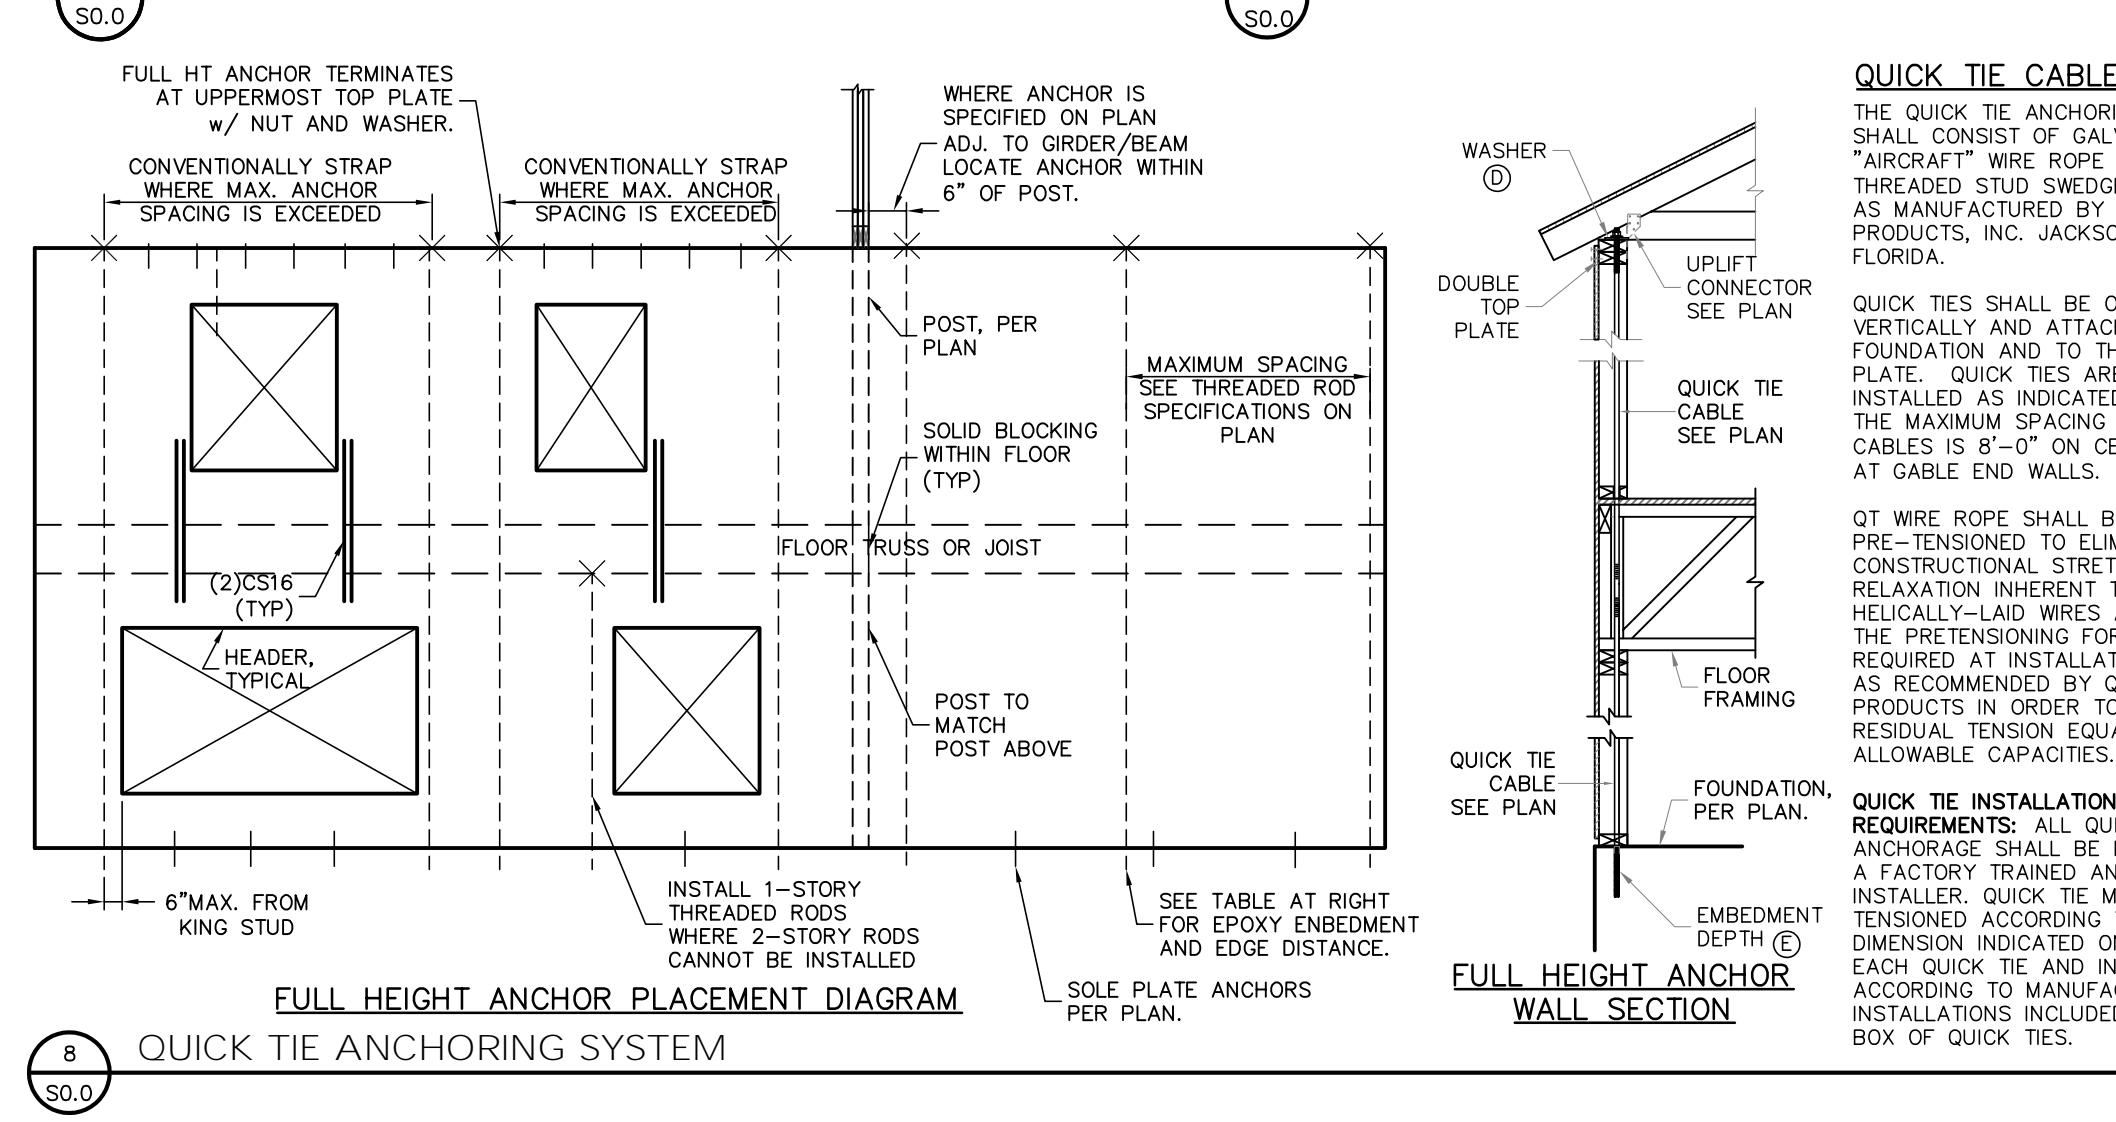 S0.0
S0.0
FULL HT ANCHOR TERMINATES
AT UPPERMOST TOP PLATE
w/ NUT AND WASHER.
CONVENTIONALLY STRAP
WHERE MAX. ANCHOR
SPACING IS EXCEEDED
CONVENTIONALLY STRAP
WHERE MAX. ANCHOR
SPACING IS EXCEEDED
WHERE ANCHOR IS
SPECIFIED ON PLAN
ADJ. TO GIRDER/BEAM
LOCATE ANCHOR WITHIN
6" OF POST.
POST, PER
PLAN
MAXIMUM SPACING
SEE THREADED ROD
SPECIFICATIONS ON
PLAN
SOLID BLOCKING
WITHIN FLOOR
(TYP)
FLOOR TRUSS OR JOIST
(2)CS16
(TYP)
HEADER,
TYPICAL
POST TO
MATCH
POST ABOVE
6"MAX. FROM
KING STUD
INSTALL 1-STORY
THREADED RODS
WHERE 2-STORY RODS
CANNOT BE INSTALLED
SEE TABLE AT RIGHT
FOR EPOXY ENBEDMENT
AND EDGE DISTANCE.
SOLE PLATE ANCHORS
PER PLAN.
FULL HEIGHT ANCHOR PLACEMENT DIAGRAM
8
S0.0
QUICK TIE ANCHORING SYSTEM
WASHER
D
DOUBLE
TOP
PLATE
UPLIFT
CONNECTOR
SEE PLAN
QUICK TIE
CABLE
SEE PLAN
FLOOR
FRAMING
QUICK TIE
CABLE
SEE PLAN
FOUNDATION,
PER PLAN.
EMBEDMENT
DEPTH E
FULL HEIGHT ANCHOR
WALL SECTION
QUICK TIE CABLE
THE QUICK TIE ANCHORI
SHALL CONSIST OF GALV
"AIRCRAFT" WIRE ROPE
THREADED STUD SWEDGE
AS MANUFACTURED BY
PRODUCTS, INC. JACKSO
FLORIDA.
QUICK TIES SHALL BE O
VERTICALLY AND ATTACH
FOUNDATION AND TO TH
PLATE. QUICK TIES ARE
INSTALLED AS INDICATED
THE MAXIMUM SPACING
CABLES IS 8'-0" ON CE
AT GABLE END WALLS.
QT WIRE ROPE SHALL B
PRE-TENSIONED TO ELIM
CONSTRUCTIONAL STRET
RELAXATION INHERENT T
HELICALLY-LAID WIRES A
THE PRETENSIONING FOR
REQUIRED AT INSTALLAT
AS RECOMMENDED BY Q
PRODUCTS IN ORDER TO
RESIDUAL TENSION EQUA
ALLOWABLE CAPACITIES.
QUICK TIE INSTALLATION
REQUIREMENTS: ALL QUI
ANCHORAGE SHALL BE I
A FACTORY TRAINED AN
INSTALLER. QUICK TIE M
TENSIONED ACCORDING T
DIMENSION INDICATED ON
EACH QUICK TIE AND IN
ACCORDING TO MANUFAC
INSTALLATIONS INCLUDED
BOX OF QUICK TIES.